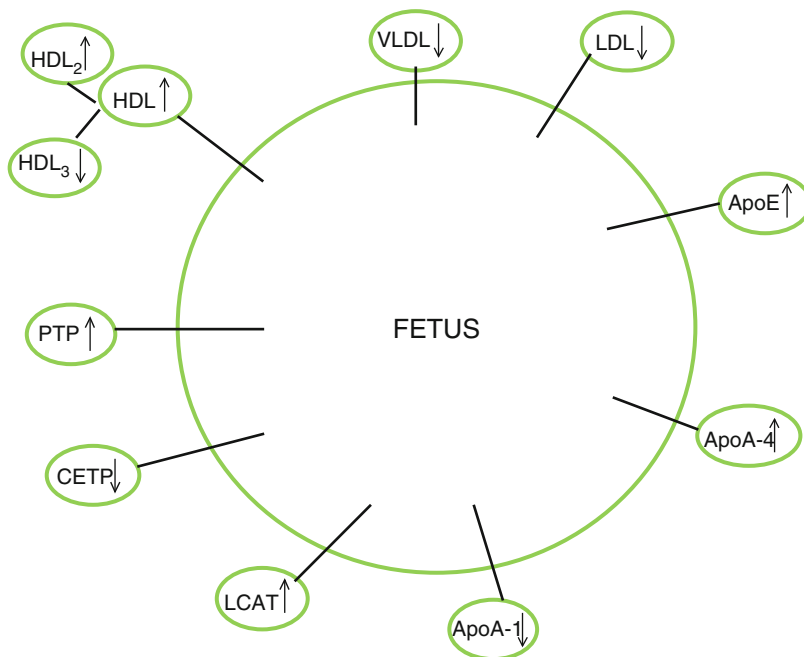 VLDL ↓
LDL ↓
HDL₂ ↑
HDL ↑
HDL₃ ↓
ApoE ↑
PTP ↑
FETUS
ApoA-4 ↑
CETP ↓
LCAT ↑
ApoA-1 ↓